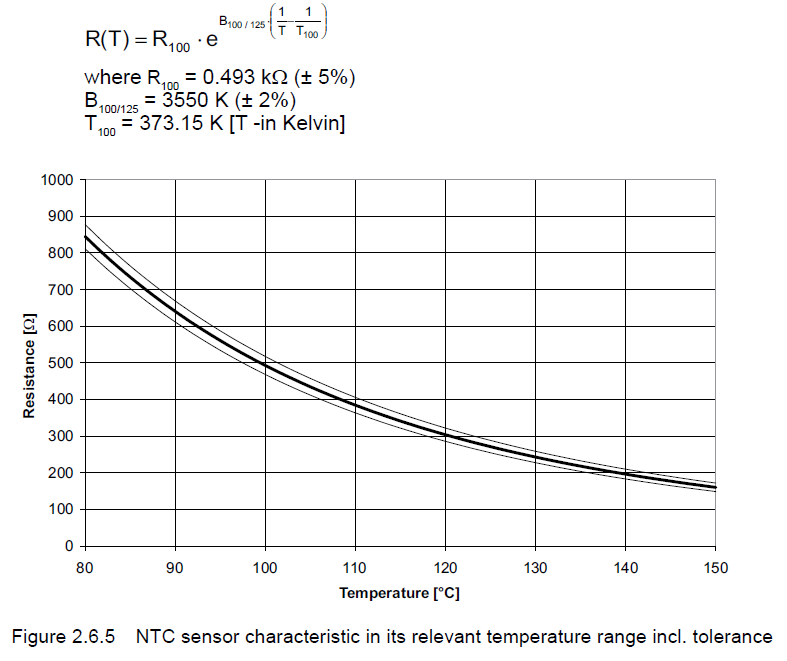 R(T) = R₁₀₀ · e^(B₁₀₀ / ₁₂₅·(1/T - 1/T₁₀₀))
where R₁₀₀ = 0.493 kΩ (± 5%)
B₁₀₀/₁₂₅ = 3550 K (± 2%)
T₁₀₀ = 373.15 K [T -in Kelvin]
1000
900
800
700
600
500
400
300
200
100
0
Resistance [Ω]
80 90 100 110 120 130 140 150
Temperature [°C]
Figure 2.6.5 NTC sensor characteristic in its relevant temperature range incl. tolerance